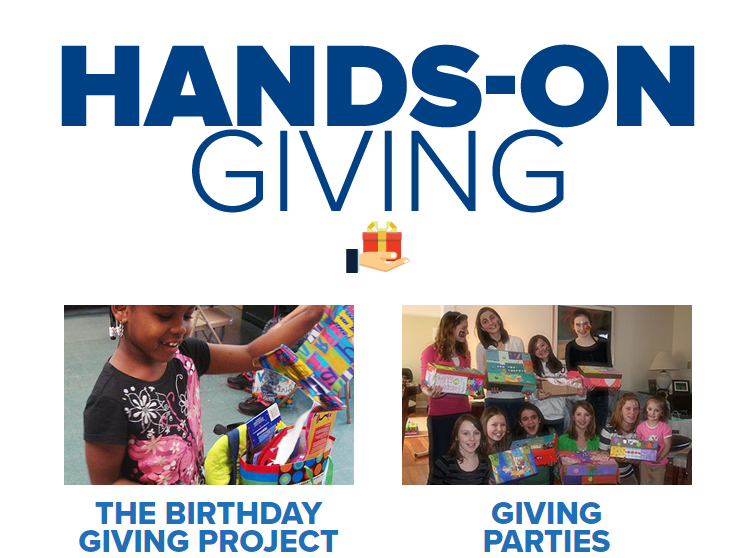 HANDS-ON
GIVING
THE BIRTHDAY
GIVING PROJECT
GIVING
PARTIES